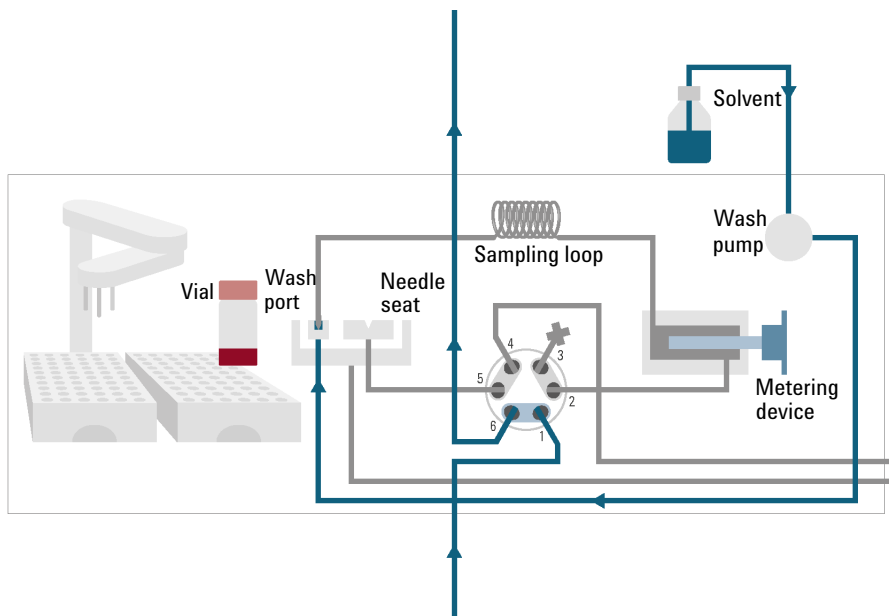 Solvent
Wash
pump
Sampling loop
Vial
Wash
port
Needle
seat
4
3
5
2
6
1
Metering
device